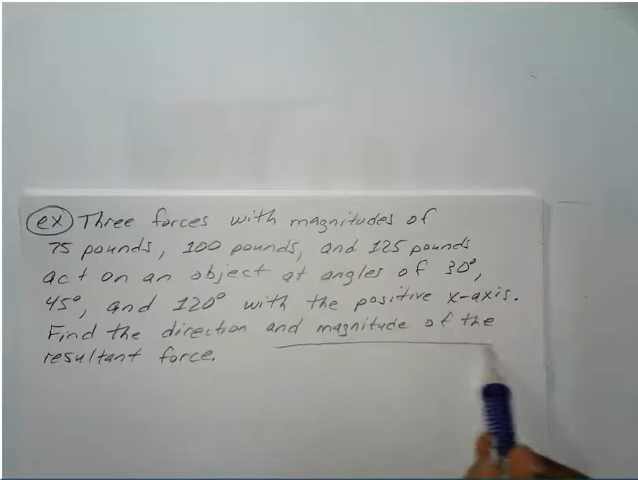 ex Three forces with magnitudes of
75 pounds, 100 pounds, and 125 pounds
act on an object at angles of 30°,
45°, and 120° with the positive x-axis.
Find the direction and magnitude of the
resultant force.